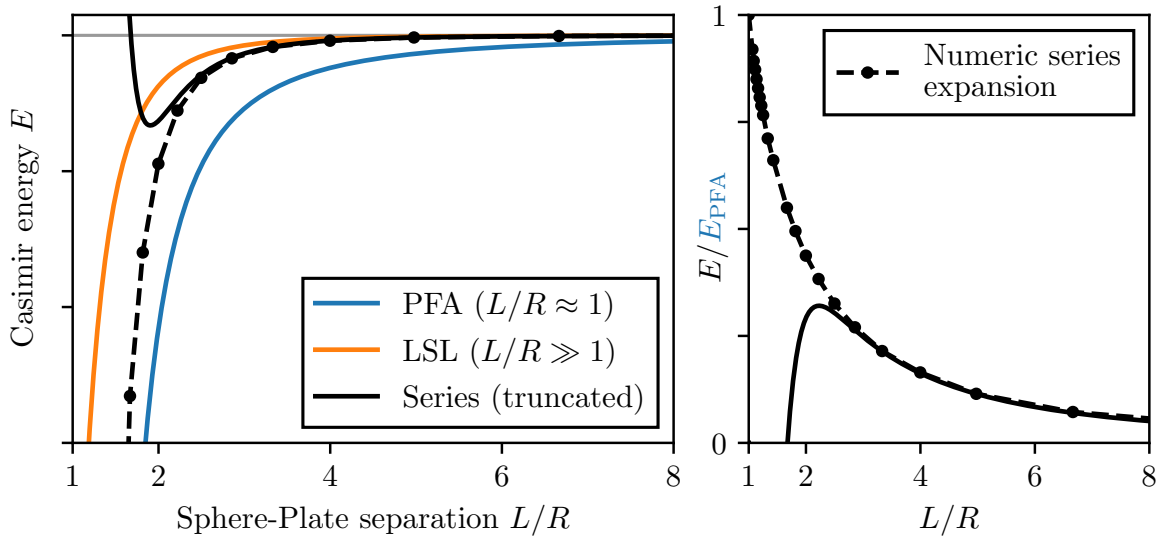 Casimir energy E
PFA (L/R ≈ 1)
LSL (L/R ≫ 1)
Series (truncated)
1
2
4
6
8
Sphere-Plate separation L/R
E/E_PFA
1
0
Numeric series
expansion
1
2
4
6
8
L/R